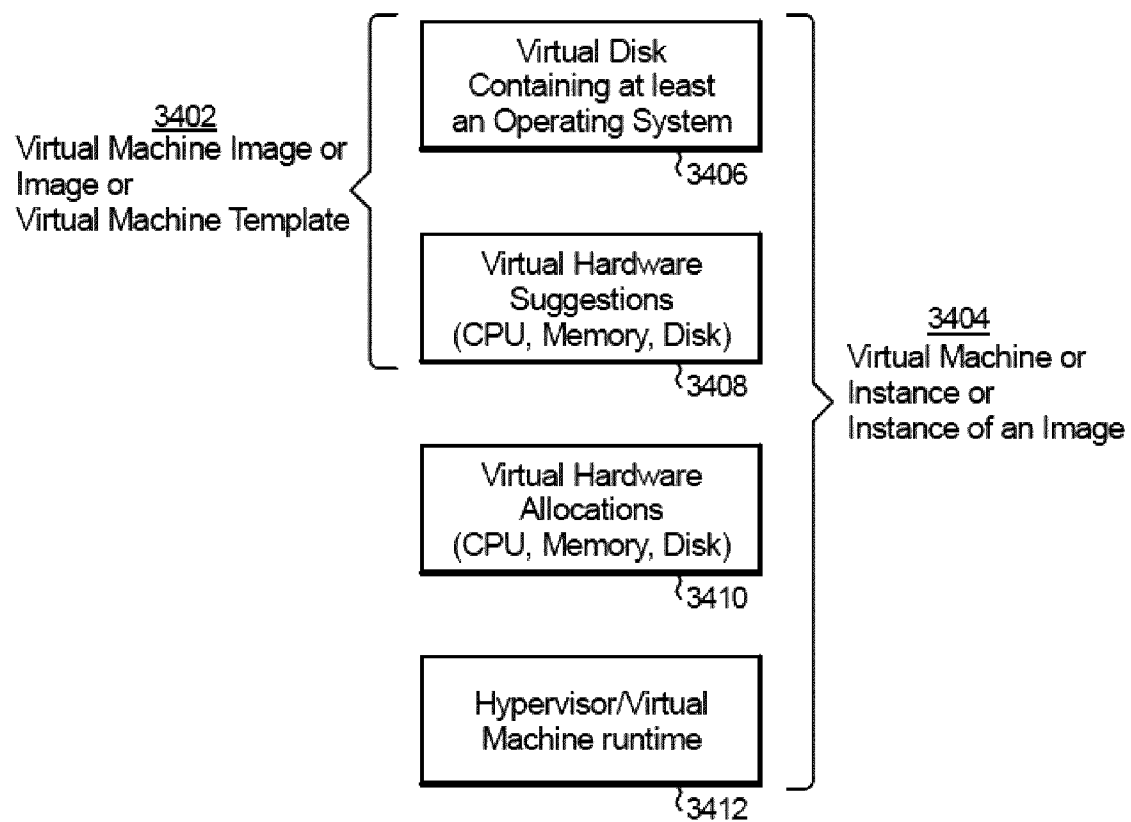 3402
Virtual Machine Image or
Image or
Virtual Machine Template
Virtual Disk
Containing at least
an Operating System
3406
Virtual Hardware
Suggestions
(CPU, Memory, Disk)
3408
Virtual Hardware
Allocations
(CPU, Memory, Disk)
3410
Hypervisor/Virtual
Machine runtime
3412
3404
Virtual Machine or
Instance or
Instance of an Image